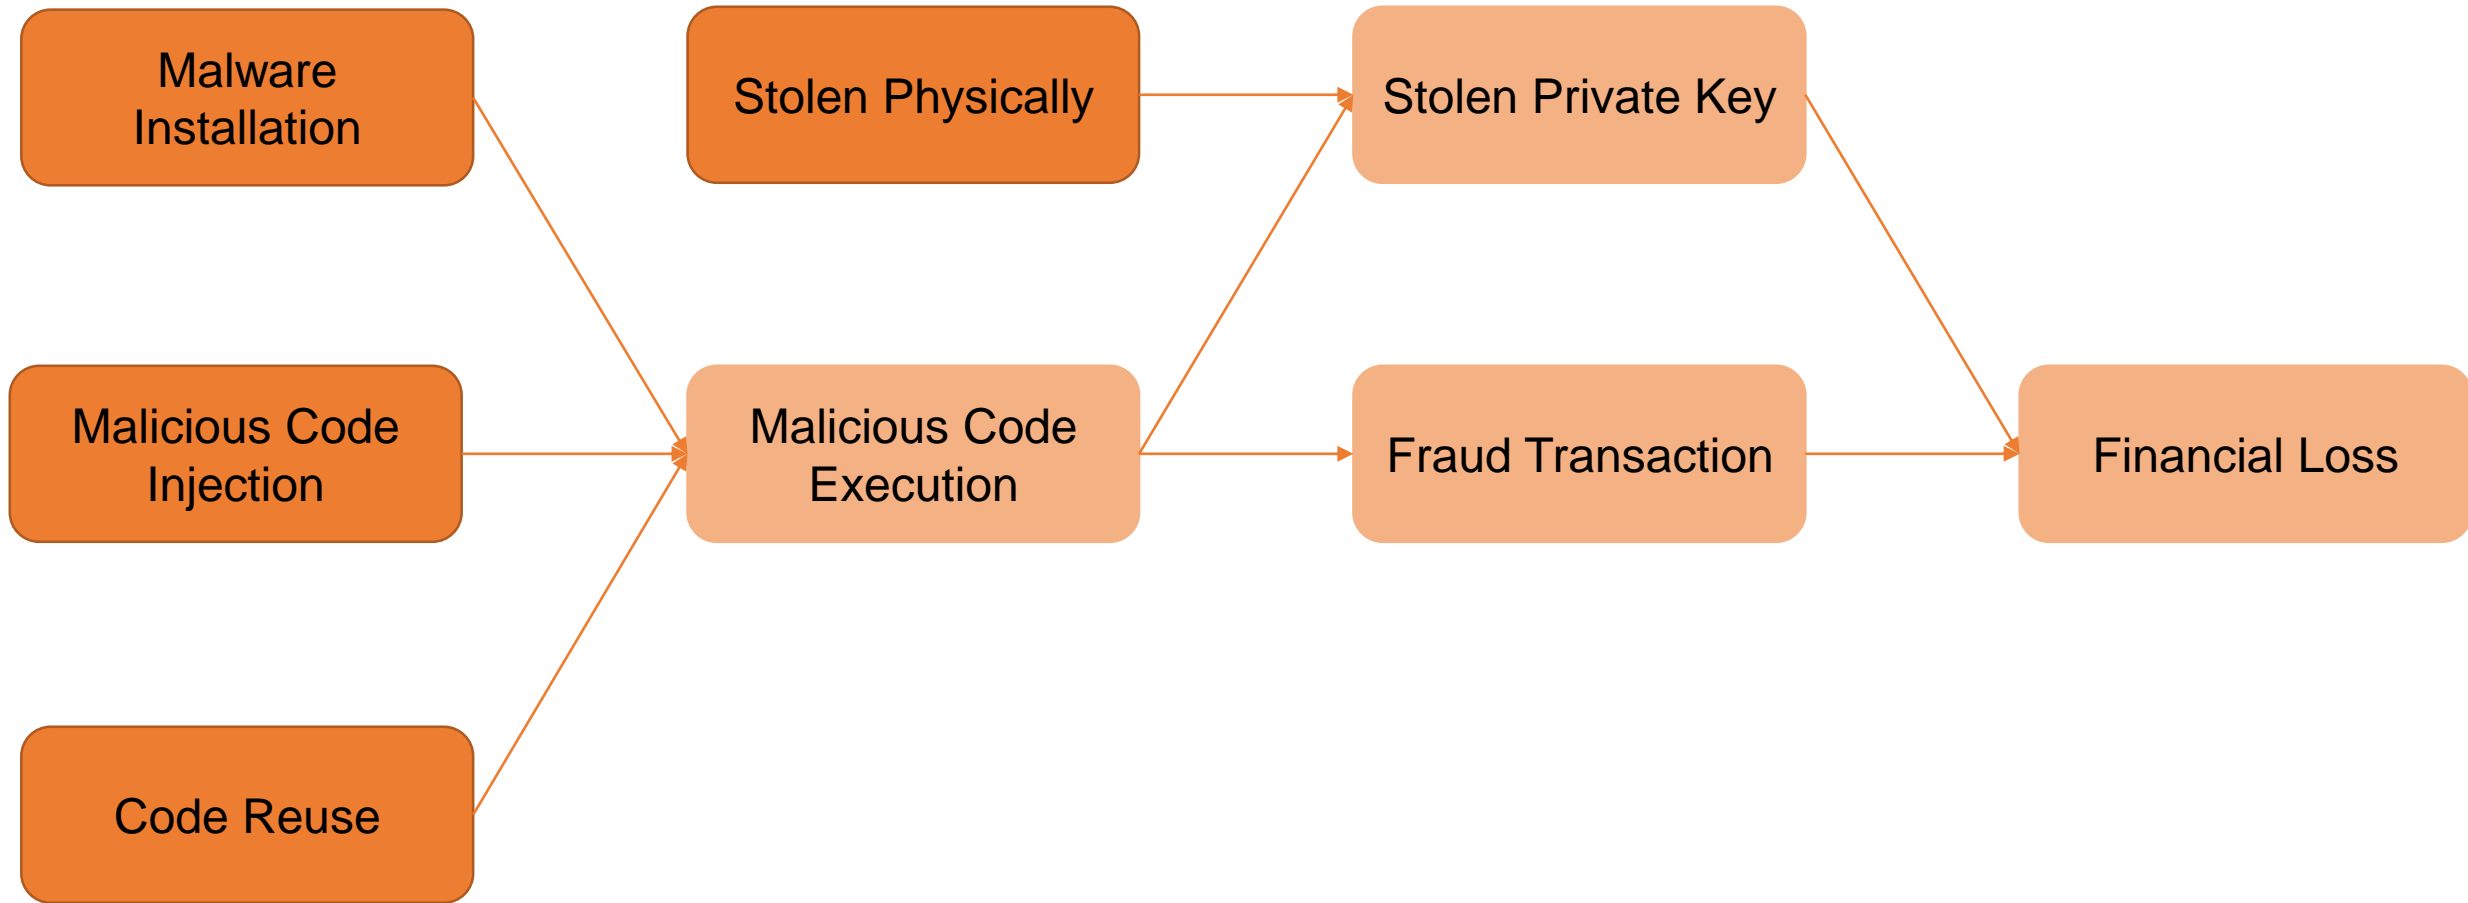 Malware
Installation
Stolen Physically
Stolen Private Key
Malicious Code
Injection
Malicious Code
Execution
Fraud Transaction
Financial Loss
Code Reuse